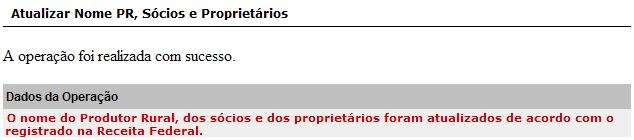 Atualizar Nome PR, Sócios e Proprietários
A operação foi realizada com sucesso.
Dados da Operação
O nome do Produtor Rural, dos sócios e dos proprietários foram atualizados de acordo com o
registrado na Receita Federal.